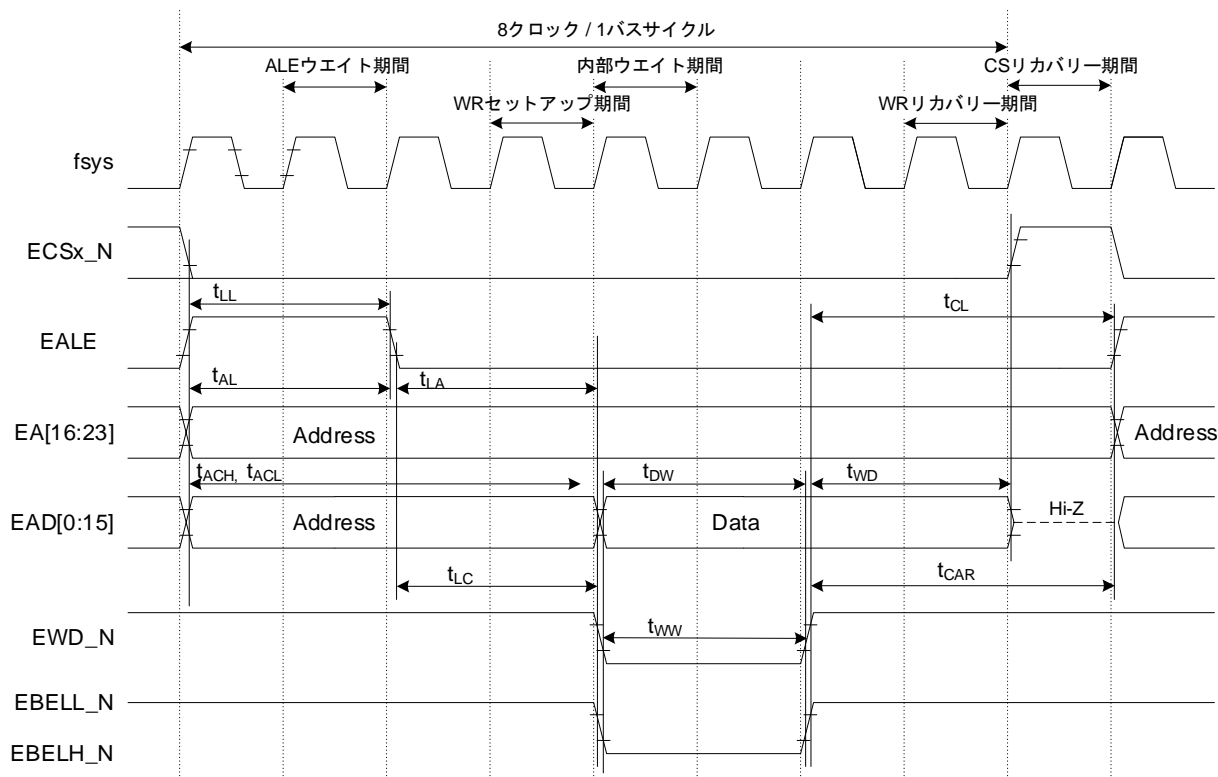 8クロック / 1バスサイクル
ALEウエイト期間
内部ウエイト期間
CSリカバリー期間
WRセットアップ期間
WRリカバリー期間
fsys
ECSx_N
tLL
tCL
EALE
tAL
tLA
EA[16:23]
Address
Address
tACH, tACL
tDW
tWD
EAD[0:15]
Address
Data
Hi-Z
tLC
tCAR
EWD_N
tWW
EBELL_N
EBELH_N